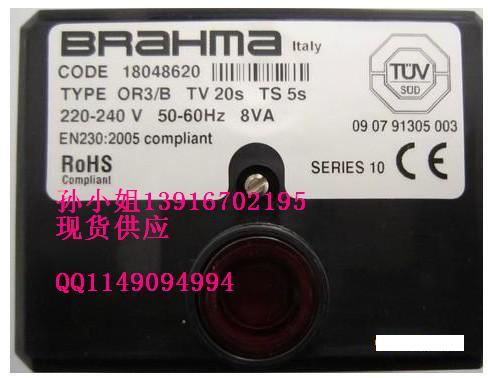 BRAHMA Italy
CODE 18048620
TYPE OR3/B TV 20s TS 5s
220-240 V 50-60Hz 8VA
EN230:2005 compliant
RoHS
Compliant
TÜV
SÜD
09 07 91305 003
SERIES 10 CE
孙小姐13916702195
现货供应
QQ1149094994